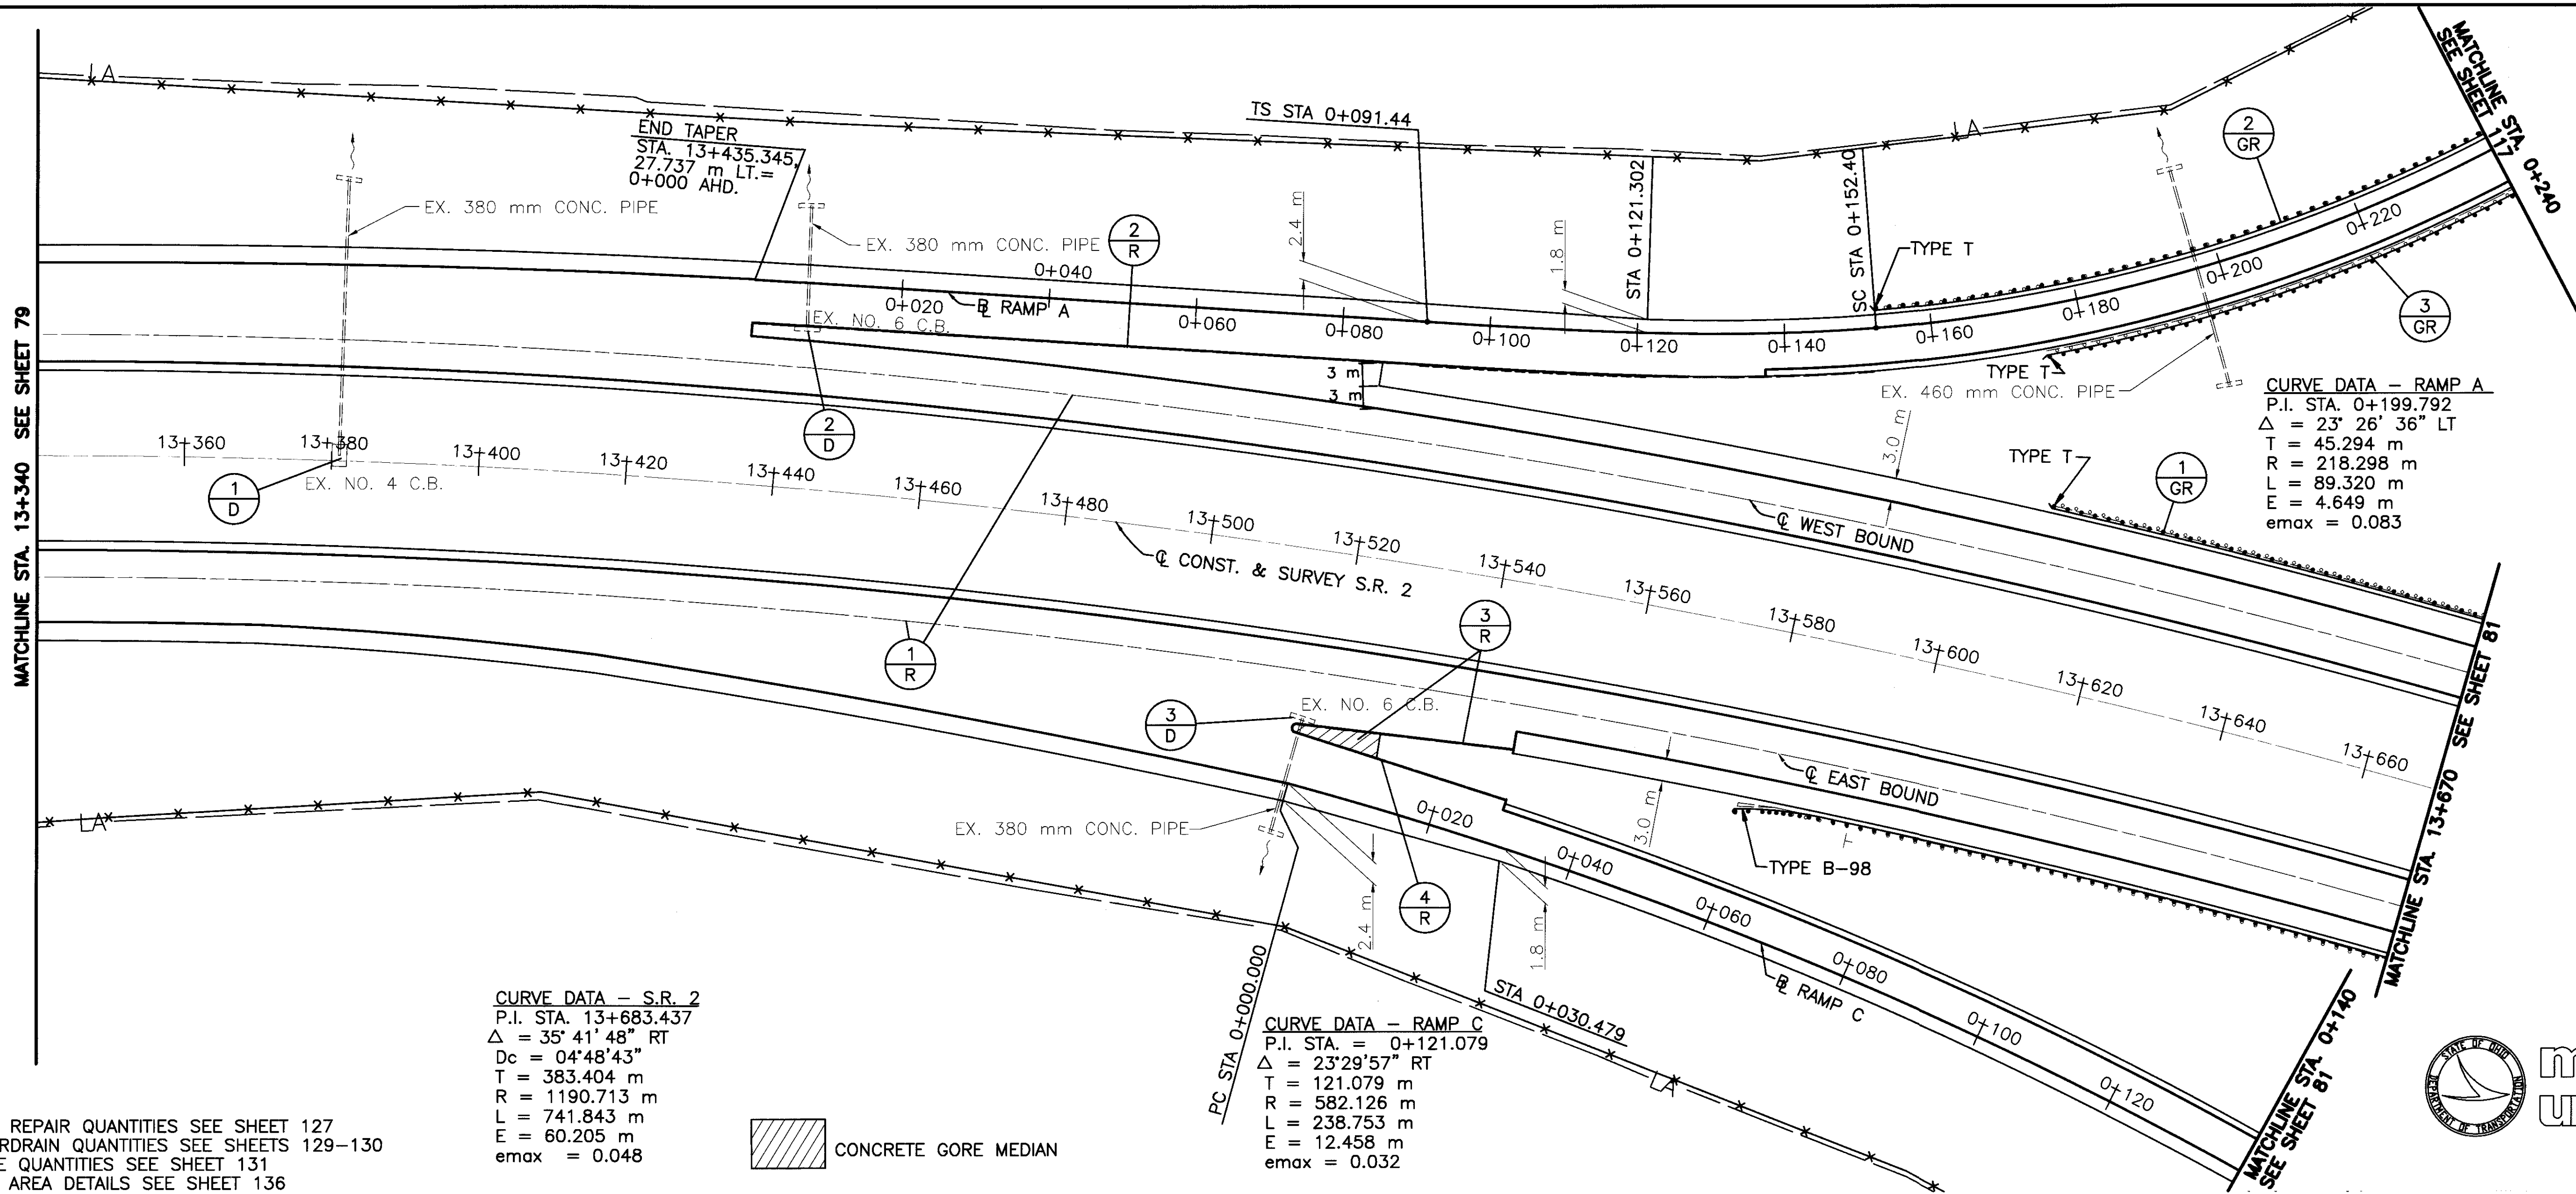 MATCHLINE STA. 13+340 SEE SHEET 79
LA
END TAPER
STA. 13+435.345,
27.737 m LT.=
0+000 AHD.
EX. 380 mm CONC. PIPE
EX. 380 mm CONC. PIPE
2
R
TS STA 0+091.44
2.4 m
1.8 m
STA 0+121.302
SC STA 0+152.40
LA
2
GR
MATCHLINE STA. 0+240
SEE SHEET 117
TYPE T
0+020
0+040
0+060
0+080
0+100
0+120
0+140
0+160
0+180
0+200
0+220
BL RAMP A
EX. NO. 6 C.B.
3
GR
TYPE T
EX. 460 mm CONC. PIPE
3 m
3 m
3.0 m
2
D
CURVE DATA - RAMP A
P.I. STA. 0+199.792
Δ = 23° 26' 36" LT
T = 45.294 m
R = 218.298 m
L = 89.320 m
E = 4.649 m
emax = 0.083
TYPE T
1
GR
13+360
13+380
13+400
13+420
13+440
13+460
13+480
13+500
13+520
13+540
13+560
13+580
13+600
13+620
13+640
13+660
1
D
EX. NO. 4 C.B.
CL WEST BOUND
CL CONST. & SURVEY S.R. 2
1
R
3
R
3
D
EX. NO. 6 C.B.
CL EAST BOUND
3.0 m
EX. 380 mm CONC. PIPE
TYPE B-98
MATCHLINE STA. 13+670 SEE SHEET 81
LA
0+020
0+040
0+060
0+080
0+100
0+120
4
R
2.4 m
1.8 m
BL RAMP C
PC STA 0+000.000
STA 0+030.479
LA
MATCHLINE STA. 0+140
SEE SHEET 81
CURVE DATA - S.R. 2
P.I. STA. 13+683.437
Δ = 35° 41' 48" RT
Dc = 04°48'43"
T = 383.404 m
R = 1190.713 m
L = 741.843 m
E = 60.205 m
emax = 0.048
CURVE DATA - RAMP C
P.I. STA. = 0+121.079
Δ = 23°29'57" RT
T = 121.079 m
R = 582.126 m
L = 238.753 m
E = 12.458 m
emax = 0.032
CONCRETE GORE MEDIAN
REPAIR QUANTITIES SEE SHEET 127
RDRAIN QUANTITIES SEE SHEETS 129-130
E QUANTITIES SEE SHEET 131
AREA DETAILS SEE SHEET 136
STATE OF OHIO
DEPARTMENT OF TRANSPORTATION